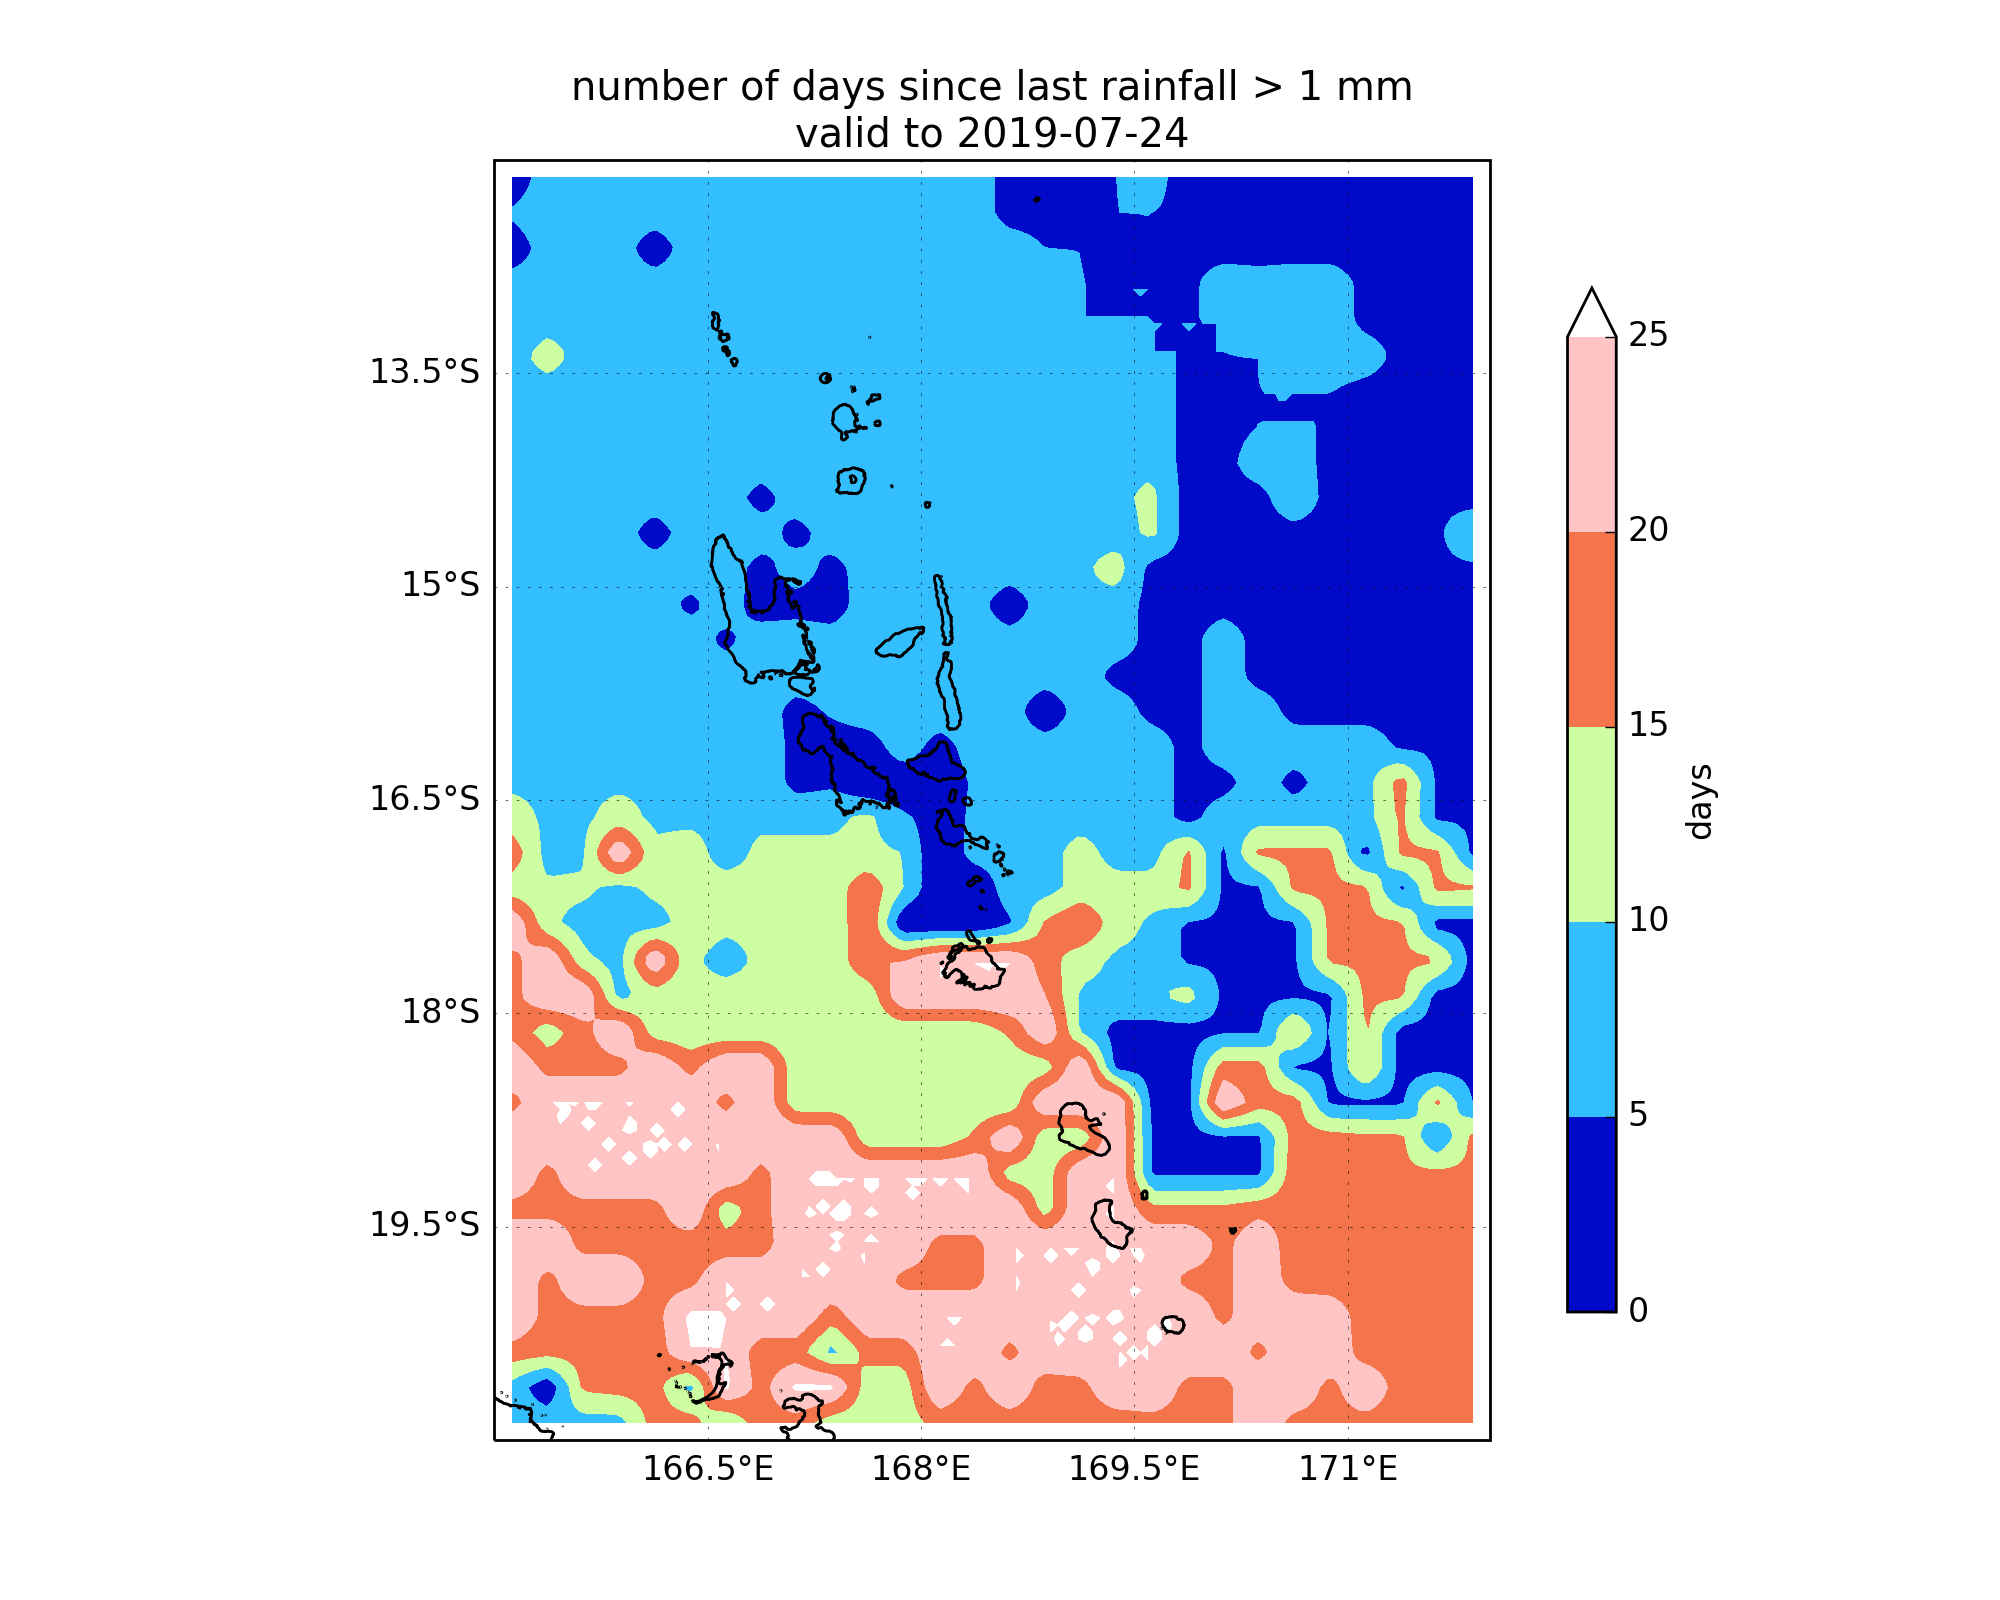 number of days since last rainfall > 1 mm
valid to 2019-07-24
13.5°S
15°S
16.5°S
18°S
19.5°S
166.5°E
168°E
169.5°E
171°E
25
20
15
10
5
0
days